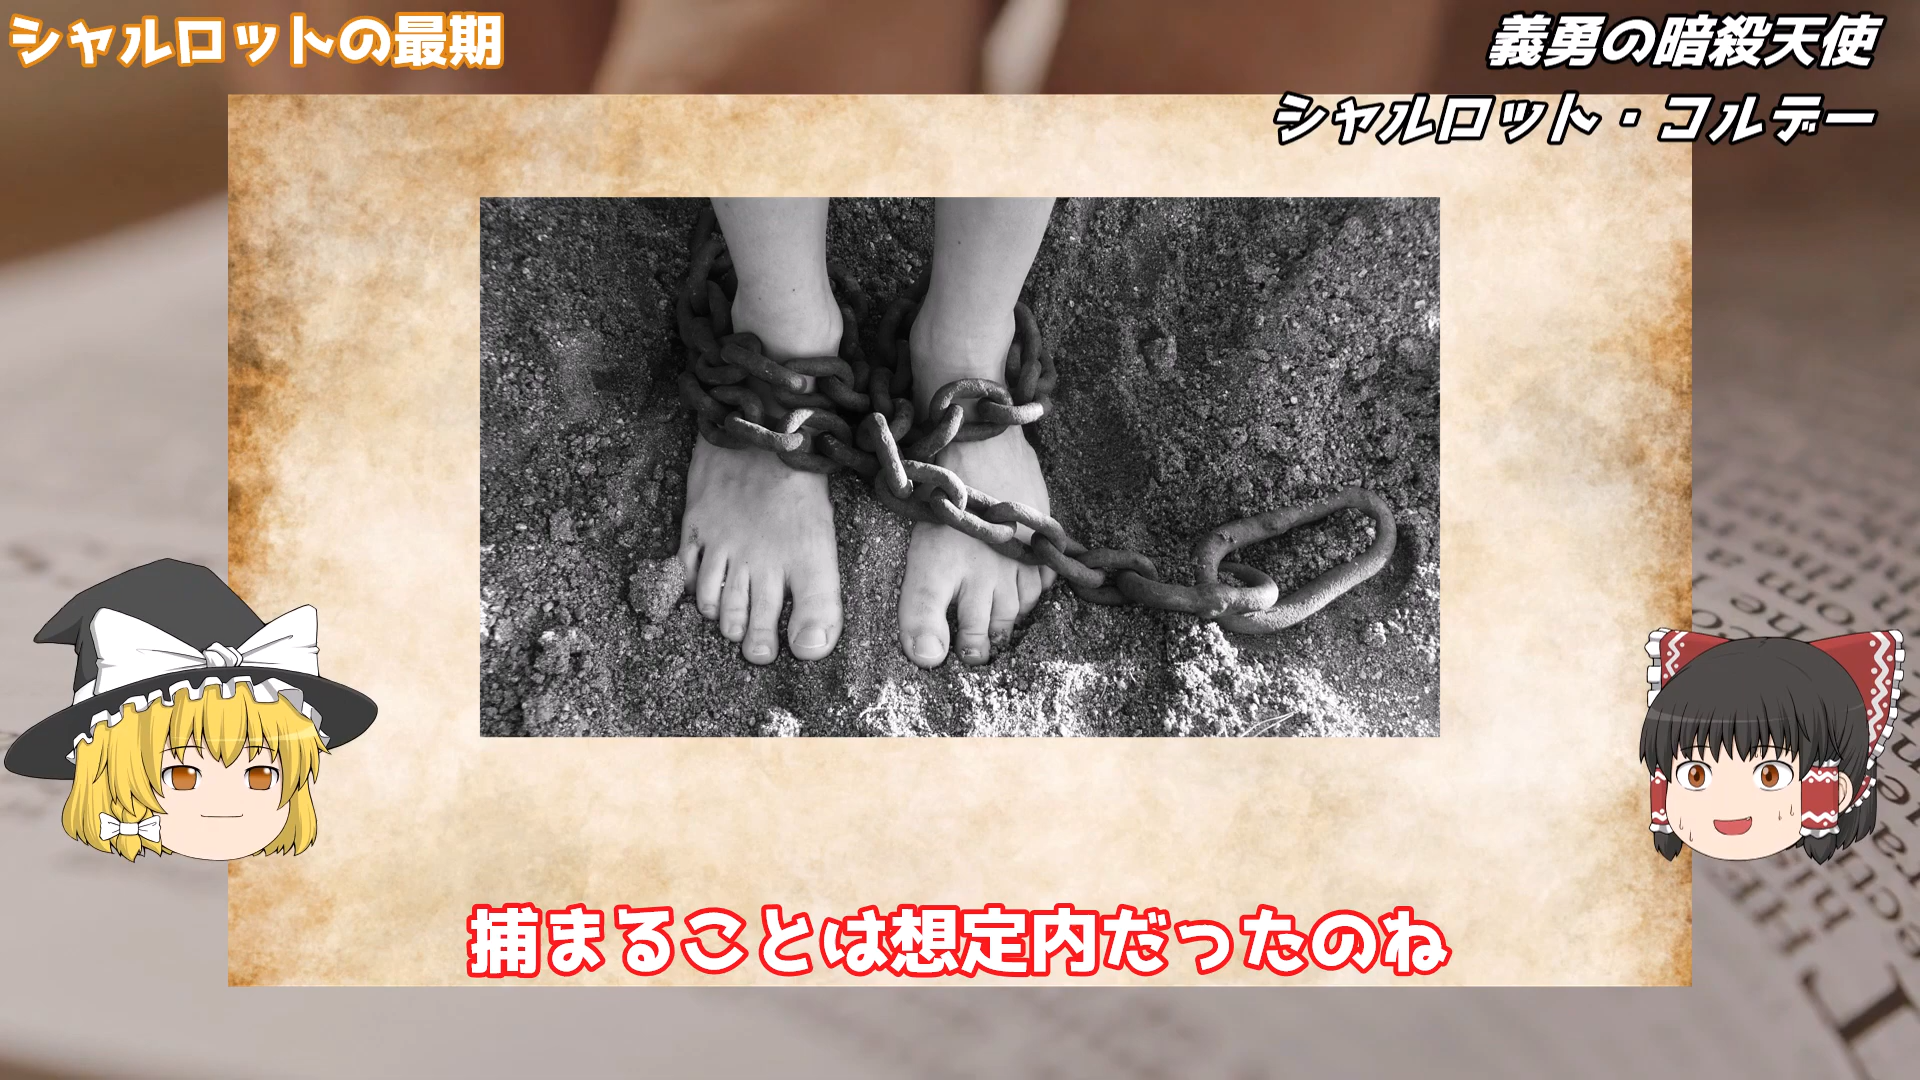 シャルロットの最期
義勇の暗殺天使
シャルロット・コルデー
捕まることは想定内だったのね